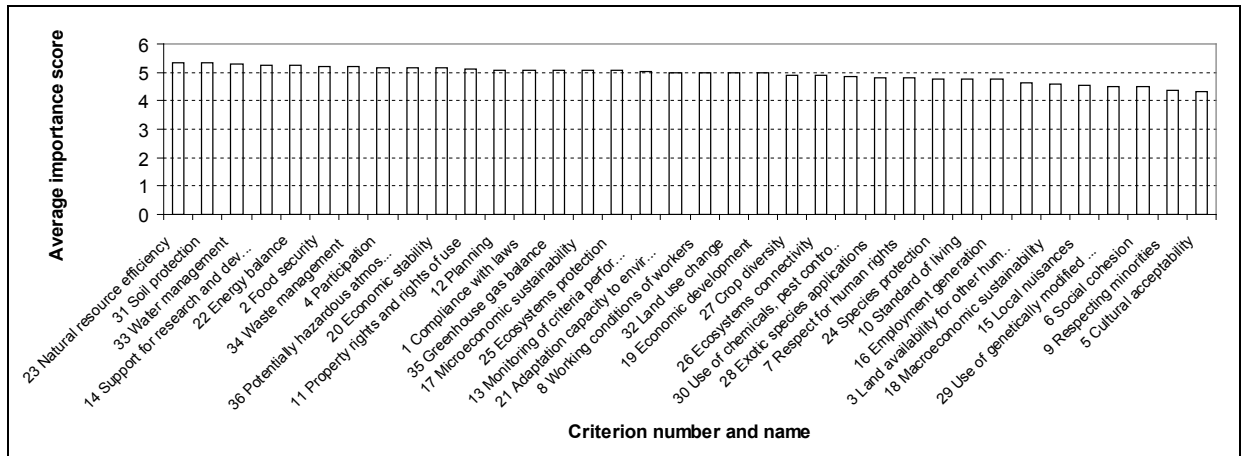 Average importance score
6
5
4
3
2
1
0
23 Natural resource efficiency
31 Soil protection
33 Water management
14 Support for research and dev...
22 Energy balance
2 Food security
34 Waste management
4 Participation
36 Potentially hazardous atmos...
20 Economic stability
11 Property rights and rights of use
12 Planning
1 Compliance with laws
35 Greenhouse gas balance
17 Microeconomic sustainability
25 Ecosystems protection
13 Monitoring of criteria perfor...
21 Adaptation capacity to envir...
8 Working conditions of workers
32 Land use change
19 Economic development
27 Crop diversity
26 Ecosystems connectivity
30 Use of chemicals, pest contro...
28 Exotic species applications
7 Respect for human rights
24 Species protection
10 Standard of living
16 Employment generation
3 Land availability for other hum...
18 Macroeconomic sustainability
15 Local nuisances
29 Use of genetically modified ...
6 Social cohesion
9 Respecting minorities
5 Cultural acceptability
Criterion number and name